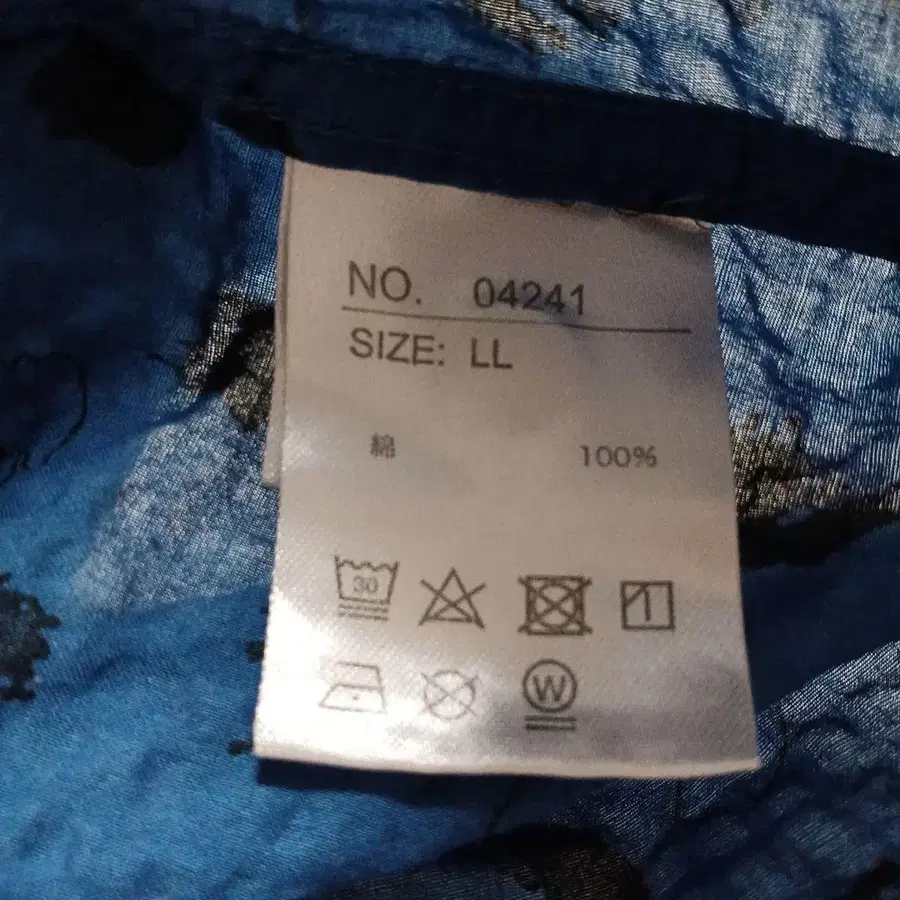 NO. 04241
SIZE: LL
綿 100%
30
W